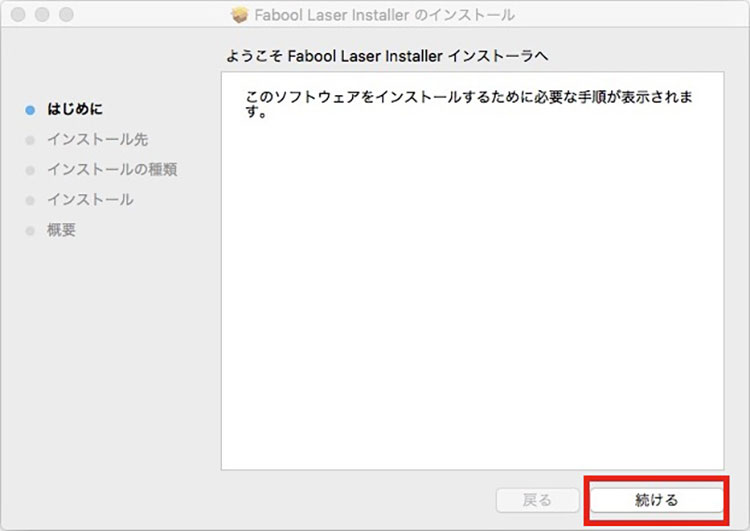 Fabool Laser Installer のインストール
ようこそ Fabool Laser Installer インストーラへ
はじめに
インストール先
インストールの種類
インストール
概要
このソフトウェアをインストールするために必要な手順が表示されま
す。
戻る
続ける